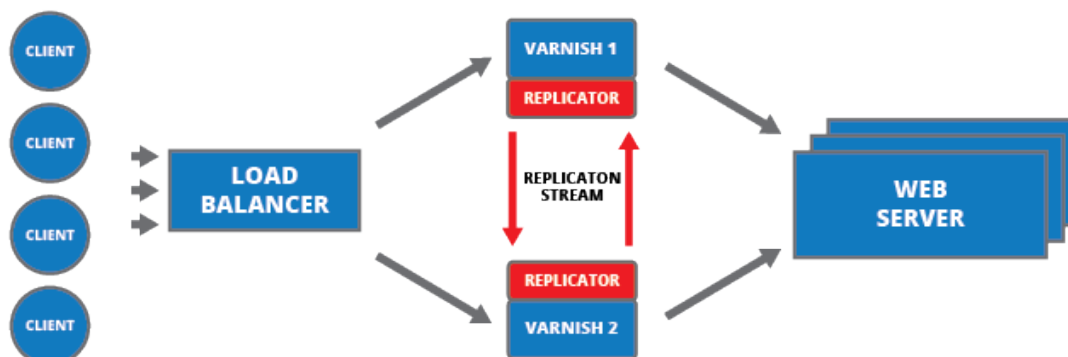 CLIENT
CLIENT
CLIENT
CLIENT
LOAD
BALANCER
VARNISH 1
REPLICATOR
REPLICATON
STREAM
REPLICATOR
VARNISH 2
WEB
SERVER